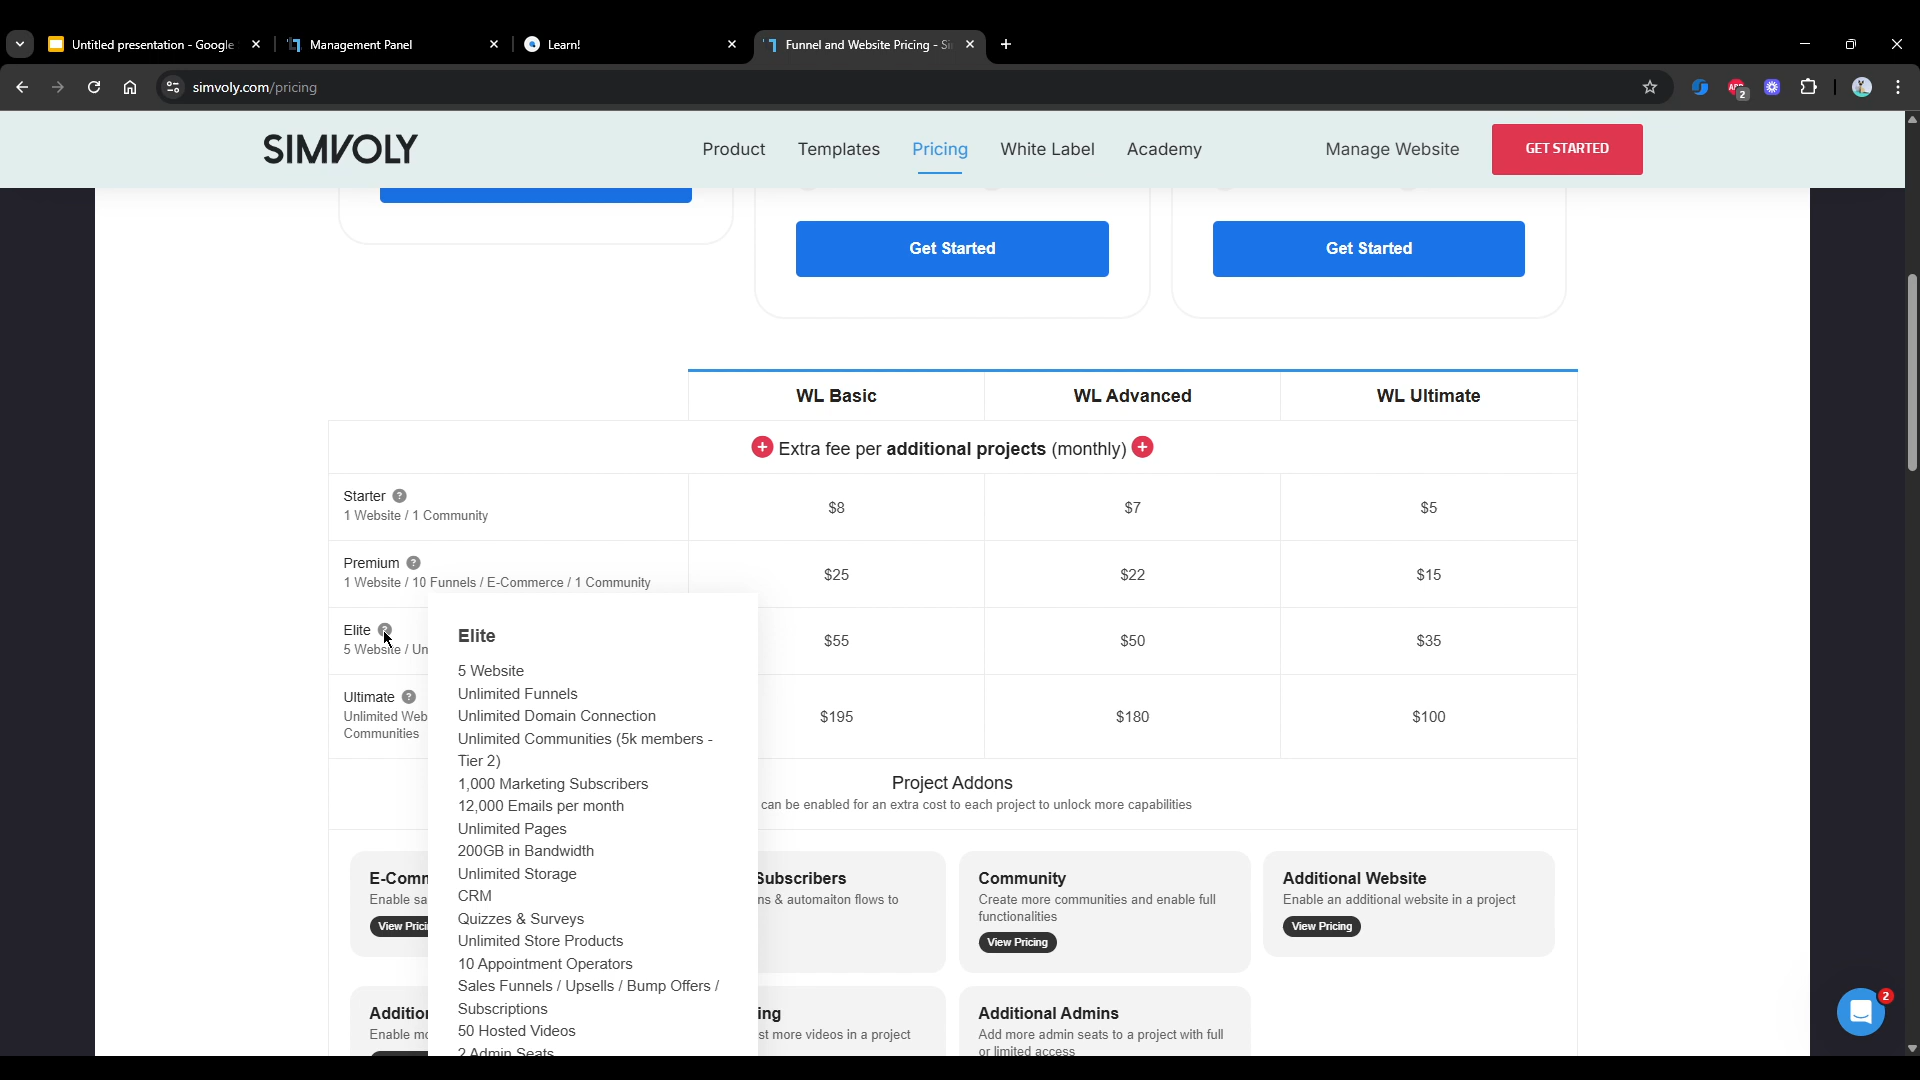 Untitled presentation - Google
Management Panel
Learn!
Funnel and Website Pricing - Si
simvoly.com/pricing
2
SIMVOLY
Product
Templates
Pricing
White Label
Academy
Manage Website
GET STARTED
Get Started
Get Started
WL Basic
WL Advanced
WL Ultimate
+ Extra fee per additional projects (monthly) +
Starter ?
1 Website / 1 Community
$8
$7
$5
Premium ?
1 Website / 10 Funnels / E-Commerce / 1 Community
$25
$22
$15
Elite ?
5 Website / Un
$55
$50
$35
Ultimate ?
Unlimited Web
Communities
$195
$180
$100
Elite
5 Website
Unlimited Funnels
Unlimited Domain Connection
Unlimited Communities (5k members -
Tier 2)
1,000 Marketing Subscribers
12,000 Emails per month
Unlimited Pages
200GB in Bandwidth
Unlimited Storage
CRM
Quizzes & Surveys
Unlimited Store Products
10 Appointment Operators
Sales Funnels / Upsells / Bump Offers /
Subscriptions
50 Hosted Videos
2 Admin Seats
Project Addons
can be enabled for an extra cost to each project to unlock more capabilities
E-Comm
Enable sa
View Prici
Subscribers
ns & automaiton flows to
Community
Create more communities and enable full
functionalities
View Pricing
Additional Website
Enable an additional website in a project
View Pricing
Addition
Enable mo
ing
st more videos in a project
Additional Admins
Add more admin seats to a project with full
or limited access
2